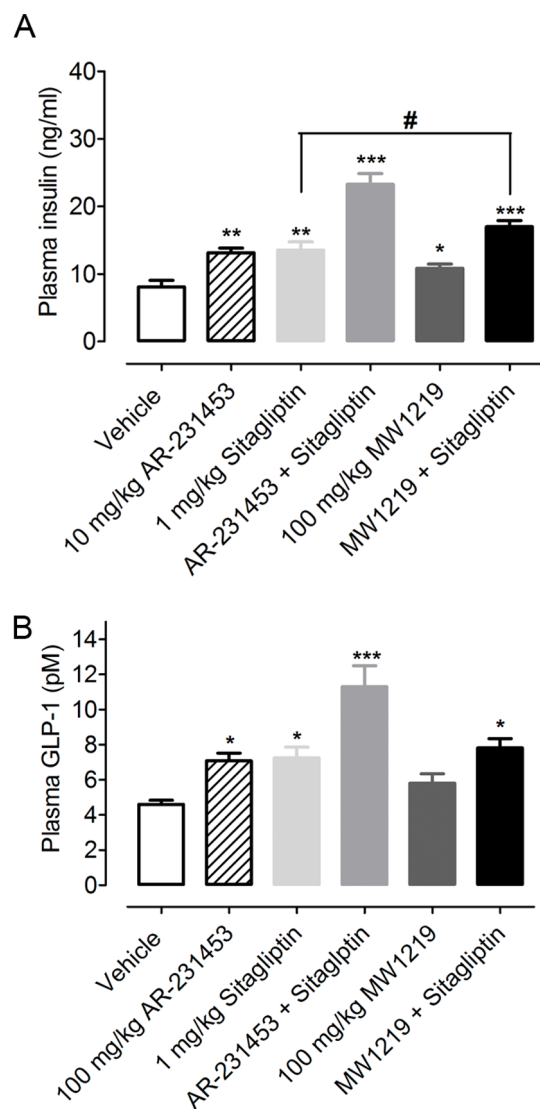 A
Plasma insulin (ng/ml)
40
30
20
10
0
#
**
**
***
*
***
Vehicle
10 mg/kg AR-231453
1 mg/kg Sitagliptin
AR-231453 + Sitagliptin
100 mg/kg MW1219
MW1219 + Sitagliptin
B
Plasma GLP-1 (pM)
14
12
10
8
6
4
2
0
*
*
***
*
Vehicle
100 mg/kg AR-231453
1 mg/kg Sitagliptin
AR-231453 + Sitaglptin
100 mg/kg MW1219
MW1219 + Sitagliptin